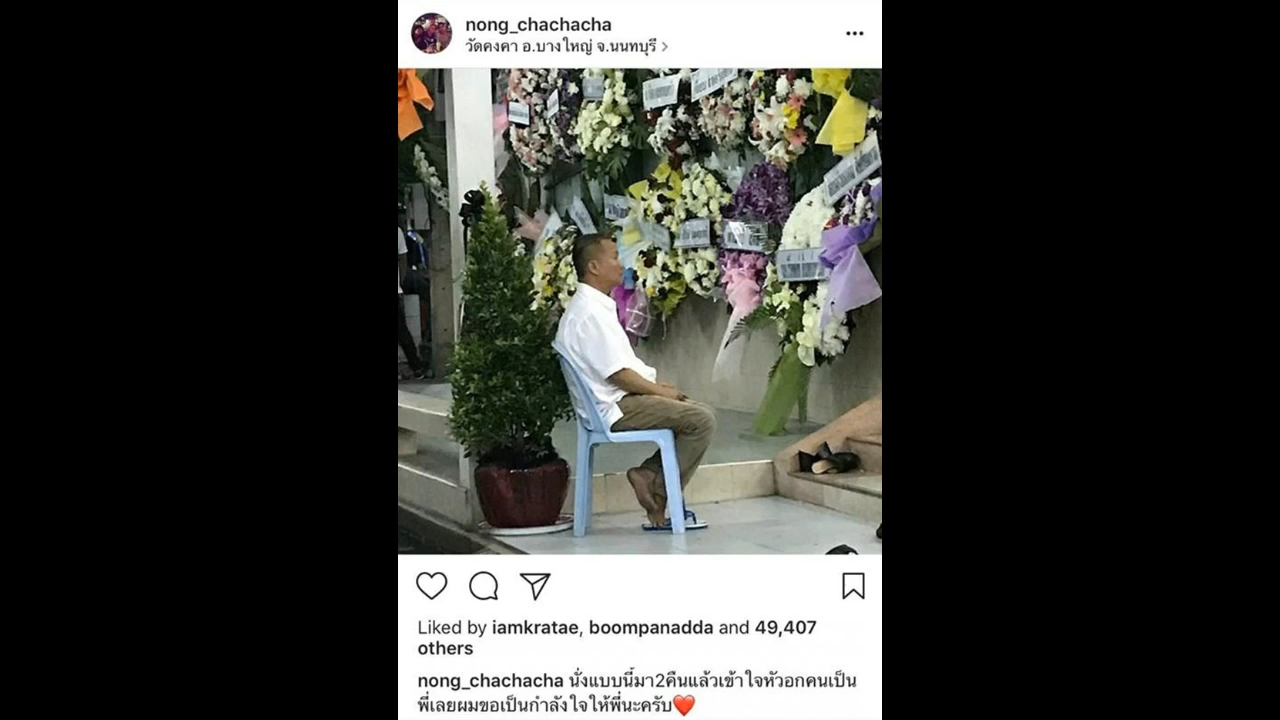 nong_chachacha
วัดคงคา อ.บางใหญ่ จ.นนทบุรี >
Liked by iamkratae, boompanadda and 49,407
others
nong_chachacha นั่งแบบนี้มา2คืนแล้วเข้าใจหัวอกคนเป็น
พี่เลยผมขอเป็นกำลังใจให้พี่นะครับ❤️